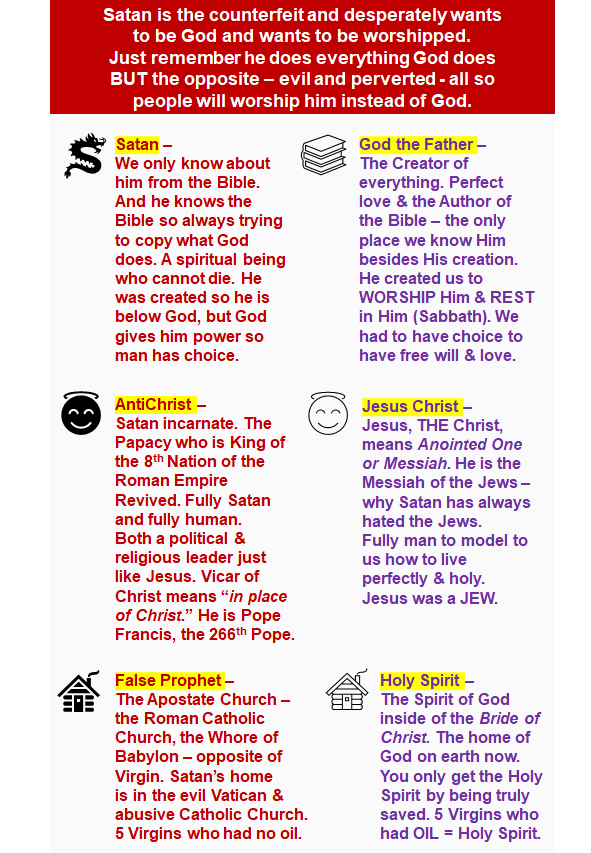 Satan is the counterfeit and desperately wants
to be God and wants to be worshipped.
Just remember he does everything God does
BUT the opposite – evil and perverted - all so
people will worship him instead of God.
Satan –
We only know about
him from the Bible.
And he knows the
Bible so always trying
to copy what God
does. A spiritual being
who cannot die. He
was created so he is
below God, but God
gives him power so
man has choice.
God the Father –
The Creator of
everything. Perfect
love & the Author of
the Bible – the only
place we know Him
besides His creation.
He created us to
WORSHIP Him & REST
in Him (Sabbath). We
had to have choice to
have free will & love.
AntiChrist –
Satan incarnate. The
Papacy who is King of
the 8th Nation of the
Roman Empire
Revived. Fully Satan
and fully human.
Both a political &
religious leader just
like Jesus. Vicar of
Christ means “in place
of Christ.” He is Pope
Francis, the 266th Pope.
Jesus Christ –
Jesus, THE Christ,
means Anointed One
or Messiah. He is the
Messiah of the Jews –
why Satan has always
hated the Jews.
Fully man to model to
us how to live
perfectly & holy.
Jesus was a JEW.
False Prophet –
The Apostate Church –
the Roman Catholic
Church, the Whore of
Babylon – opposite of
Virgin. Satan’s home
is in the evil Vatican &
abusive Catholic Church.
5 Virgins who had no oil.
Holy Spirit –
The Spirit of God
inside of the Bride of
Christ. The home of
God on earth now.
You only get the Holy
Spirit by being truly
saved. 5 Virgins who
had OIL = Holy Spirit.